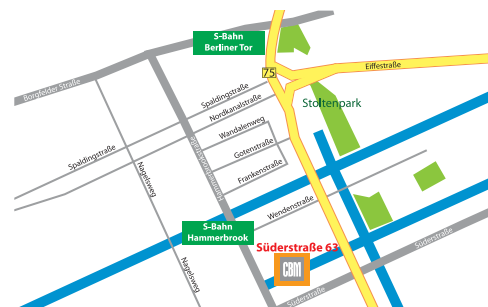 S-Bahn
Berliner Tor
Borgfelder Straße
75
Eiffestraße
Spaldingstraße
Nordkanalstraße
Stoltenpark
Wandalenweg
Spaldingstraße
Gotenstraße
Nagelsweg
Hammerbrookstraße
Frankenstraße
Wendenstraße
S-Bahn
Hammerbrook
Süderstraße 63
Süderstraße
CBM
Nagelsweg
Süderstraße